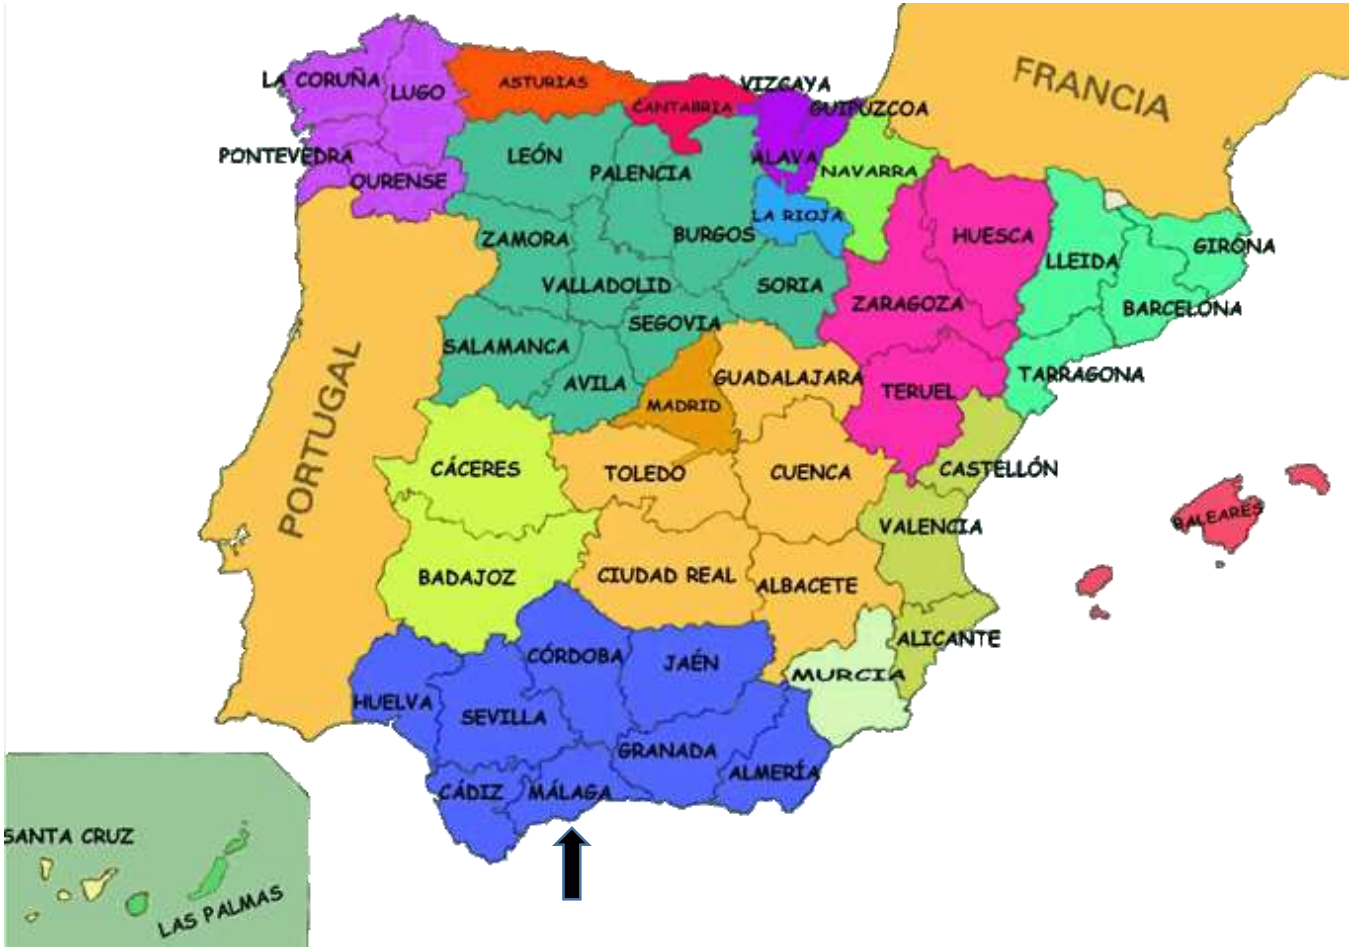 FRANCIA
LA CORUÑA
LUGO
ASTURIAS
CANTABRIA
VIZCAYA
GUIPUZCOA
PONTEVEDRA
OURENSE
LEÓN
PALENCIA
ALAVA
NAVARRA
LA RIOJA
BURGOS
ZAMORA
HUESCA
LLEIDA
GIRONA
VALLADOLID
SORIA
ZARAGOZA
BARCELONA
SEGOVIA
SALAMANCA
AVILA
GUADALAJARA
TERUEL
TARRAGONA
MADRID
PORTUGAL
CÁCERES
TOLEDO
CUENCA
CASTELLÓN
BALEARES
VALENCIA
BADAJOZ
CIUDAD REAL
ALBACETE
ALICANTE
CÓRDOBA
JAÉN
MURCIA
HUELVA
SEVILLA
GRANADA
ALMERÍA
CÁDIZ
MÁLAGA
SANTA CRUZ
LAS PALMAS